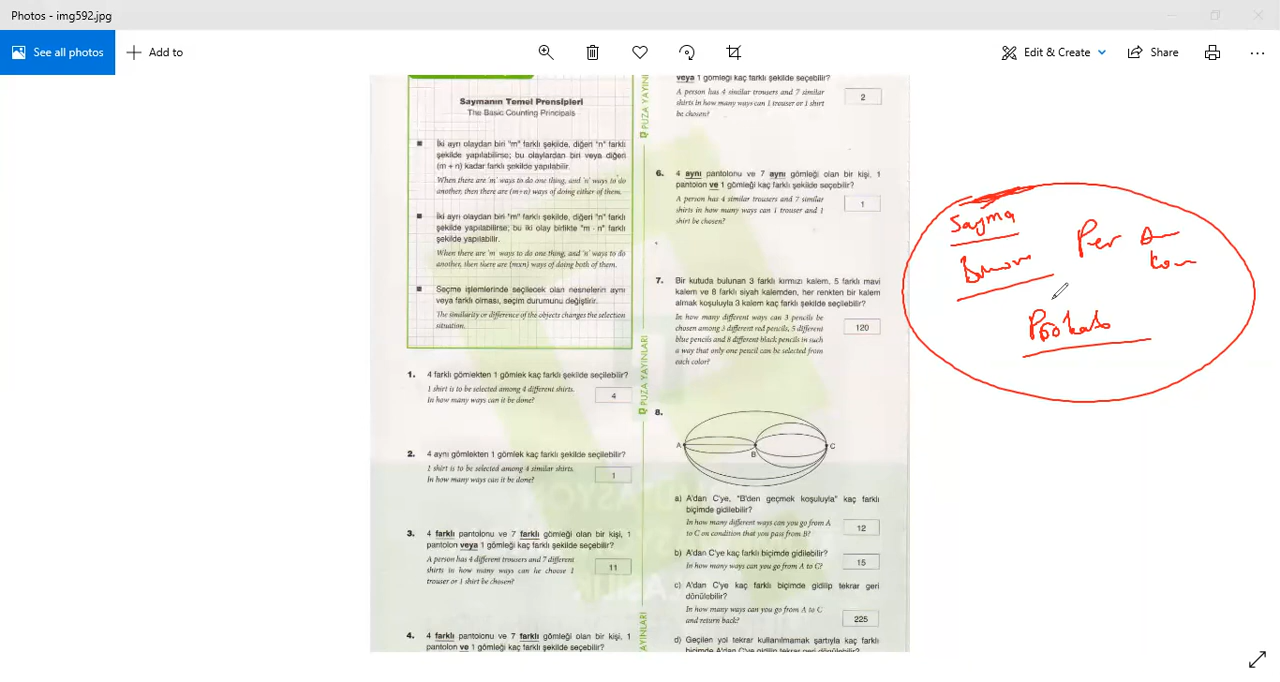 Photos - img592.jpg
See all photos
Add to
Edit & Create
Share
Saymanın Temel Prensipleri
The Basic Counting Principals
İki ayrı olaydan biri "m" farklı şekilde, diğeri "n" farklı
şekilde yapılabilirse; bu olaylardan biri veya diğeri
(m + n) kadar farklı şekilde yapılabilir.
When there are 'm' ways to do one thing, and 'n' ways to do
another, then there are (m+n) ways of doing either of them.
İki ayrı olaydan biri "m" farklı şekilde, diğeri "n" farklı
şekilde yapılabilirse; bu iki olay birlikte "m · n" farklı
şekilde yapılabilir.
When there are 'm' ways to do one thing, and 'n' ways to do
another, then there are (mxn) ways of doing both of them.
Seçme işlemlerinde seçilecek olan nesnelerin aynı
veya farklı olması, seçim durumunu değiştirir.
The similarity or difference of the objects changes the selection
situation.
1. 4 farklı gömlekten 1 gömlek kaç farklı şekilde seçilebilir?
1 shirt is to be selected among 4 different shirts.
In how many ways can it be done?
4
2. 4 aynı gömlekten 1 gömlek kaç farklı şekilde seçilebilir?
1 shirt is to be selected among 4 similar shirts.
In how many ways can it be done?
1
3. 4 farklı pantolonu ve 7 farklı gömleği olan bir kişi, 1
pantolon veya 1 gömleği kaç farklı şekilde seçebilir?
A person has 4 different trousers and 7 different
shirts in how many ways can he choose 1
trouser or 1 shirt be chosen?
11
4. 4 farklı pantolonu ve 7 farklı gömleği olan bir kişi, 1
pantolon ve 1 gömleği kaç farklı şekilde seçebilir?
PUZA YAYINI
PUZA YAYINLARI
AYINLARI
veya 1 gömleği kaç farklı şekilde seçebilir?
A person has 4 similar trousers and 7 similar
shirts in how many ways can 1 trouser or 1 shirt
be chosen?
2
6. 4 aynı pantolonu ve 7 aynı gömleği olan bir kişi, 1
pantolon ve 1 gömleği kaç farklı şekilde seçebilir?
A person has 4 similar trousers and 7 similar
shirts in how many ways can 1 trouser and 1
shirt be chosen?
1
7. Bir kutuda bulunan 3 farklı kırmızı kalem, 5 farklı mavi
kalem ve 8 farklı siyah kalemden, her renkten bir kalem
almak koşuluyla 3 kalem kaç farklı şekilde seçilebilir?
In how many different ways can 3 pencils be
chosen among 3 different red pencils, 5 different
blue pencils and 8 different black pencils in such
a way that only one pencil can be selected from
each color?
120
8.
A
B
C
a) A'dan C'ye, "B'den geçmek koşuluyla" kaç farklı
biçimde gidilebilir?
In how many different ways can you go from A
to C on condition that you pass from B?
12
b) A'dan C'ye kaç farklı biçimde gidilebilir?
In how many ways can you go from A to C?
15
c) A'dan C'ye kaç farklı biçimde gidilip tekrar geri
dönülebilir?
In how many ways can you go from A to C
and return back?
225
d) Geçilen yol tekrar kullanılmamak şartıyla kaç farklı
biçimde A'dan C'ye gidilip tekrar geri dönülebilir?
Sayma
Per